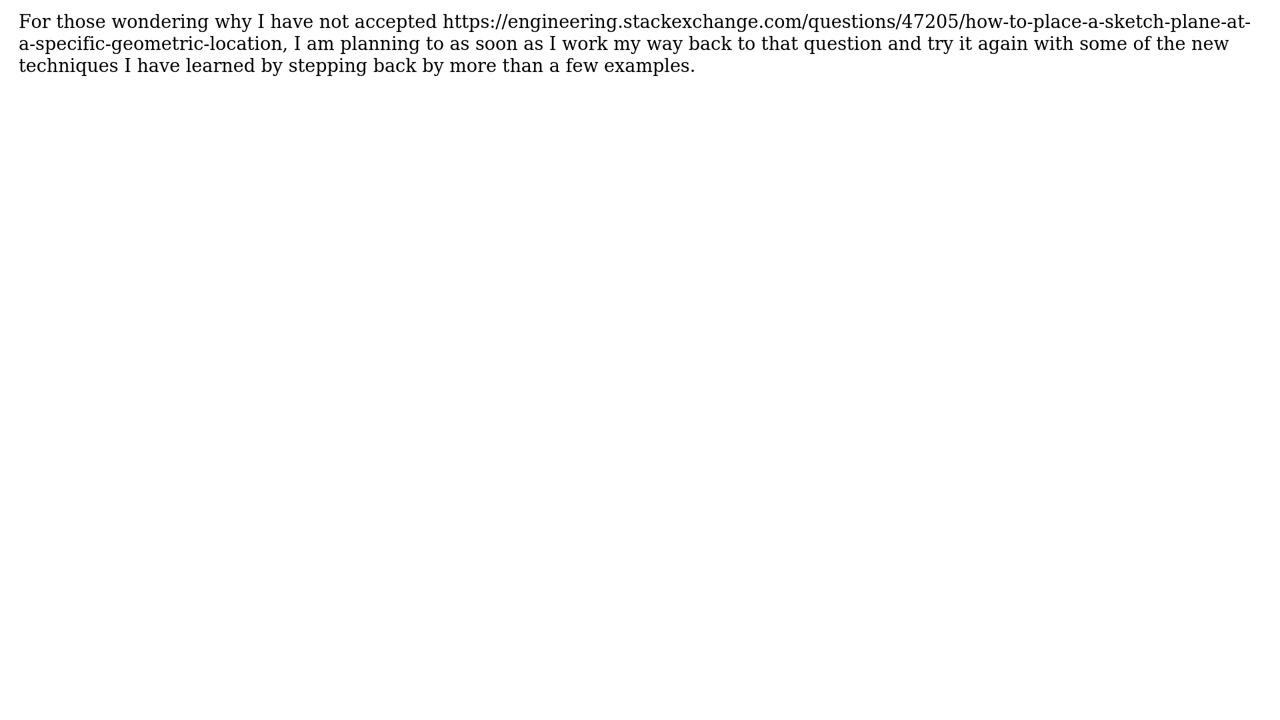 For those wondering why I have not accepted https://engineering.stackexchange.com/questions/47205/how-to-place-a-sketch-plane-at-
a-specific-geometric-location, I am planning to as soon as I work my way back to that question and try it again with some of the new
techniques I have learned by stepping back by more than a few examples.